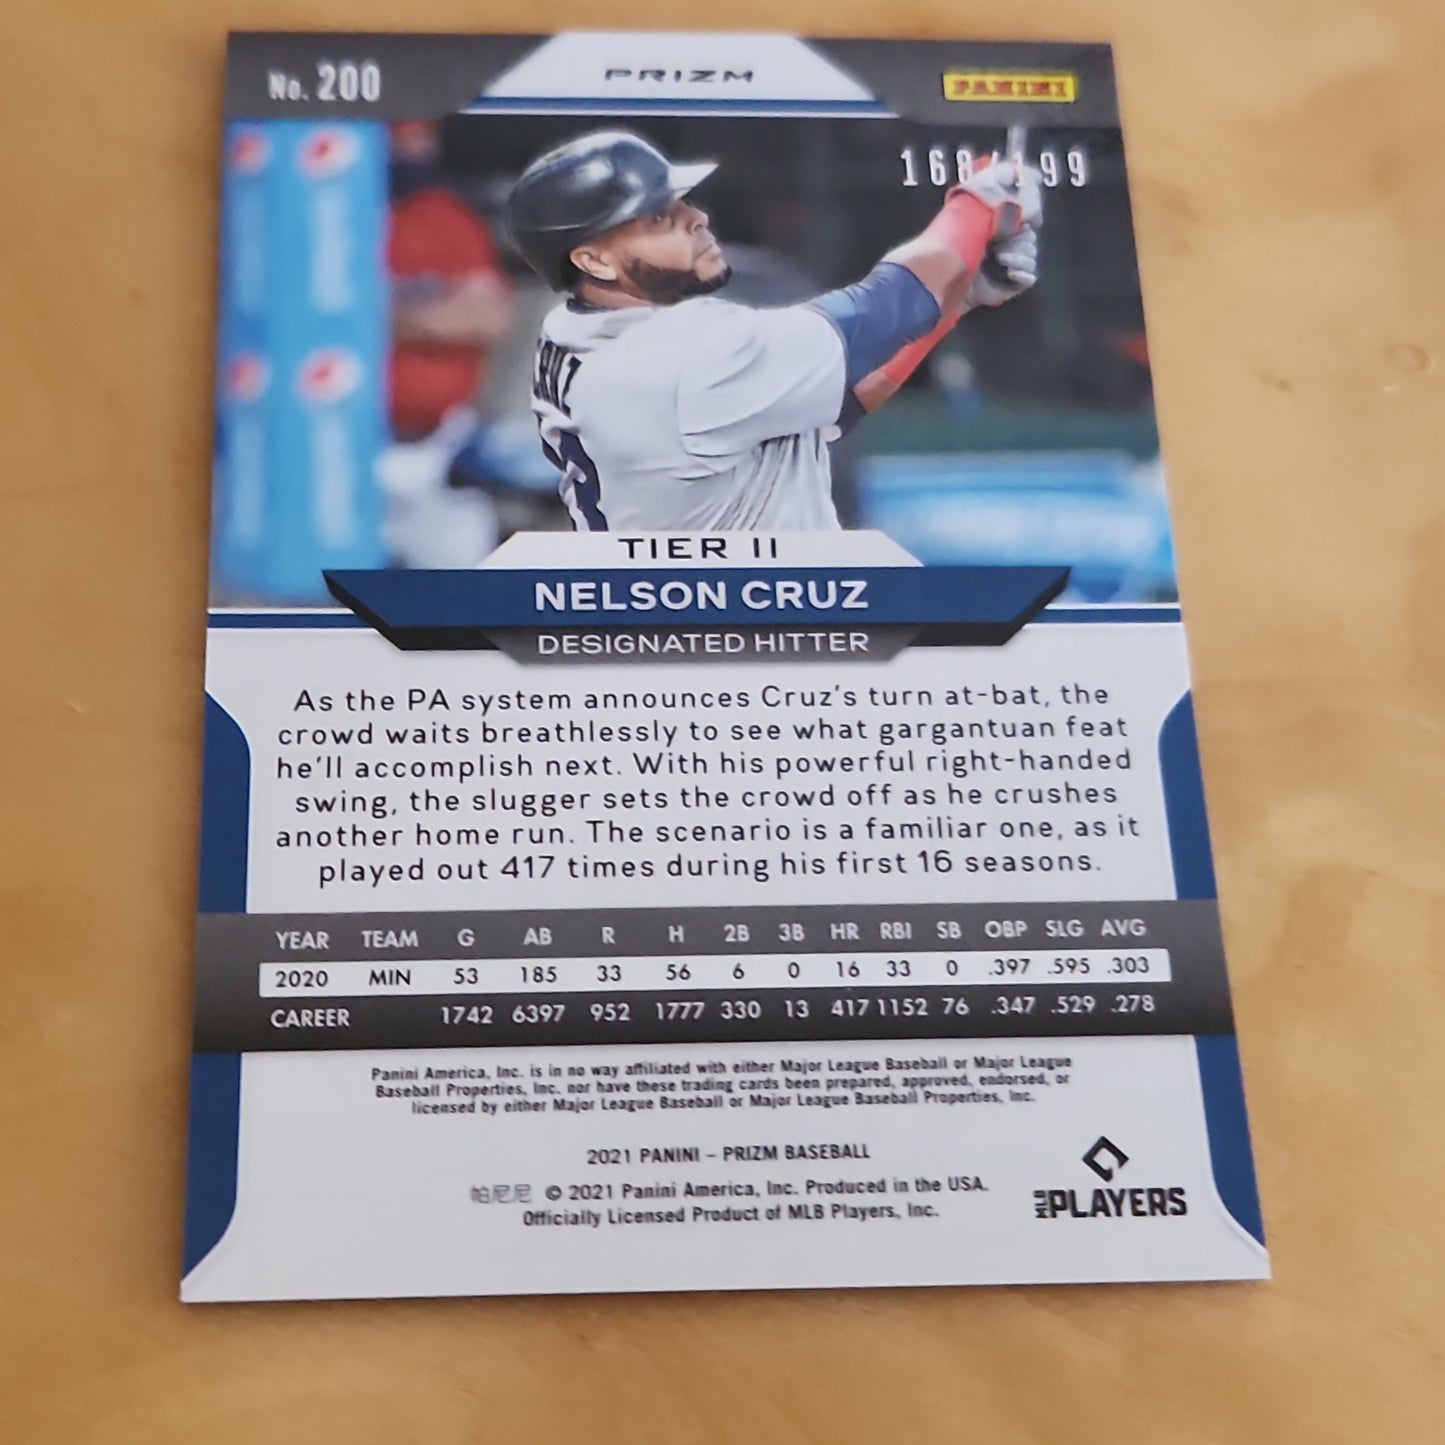 No. 200
PRIZM
PANINI
168/199
CRUZ
TIER II
NELSON CRUZ
DESIGNATED HITTER
As the PA system announces Cruz's turn at-bat, the
crowd waits breathlessly to see what gargantuan feat
he'll accomplish next. With his powerful right-handed
swing, the slugger sets the crowd off as he crushes
another home run. The scenario is a familiar one, as it
played out 417 times during his first 16 seasons.
YEAR TEAM G AB R H 2B 3B HR RBI SB OBP SLG AVG
2020 MIN 53 185 33 56 6 0 16 33 0 .397 .595 .303
CAREER 1742 6397 952 1777 330 13 417 1152 76 .347 .529 .278
Panini America, Inc. is in no way affiliated with either Major League Baseball or Major League
Baseball Properties, Inc. nor have these trading cards been prepared, approved, endorsed, or
licensed by either Major League Baseball or Major League Baseball Properties, Inc.
2021 PANINI – PRIZM BASEBALL
帕尼尼 © 2021 Panini America, Inc. Produced in the USA.
Officially Licensed Product of MLB Players, Inc.
MLB PLAYERS